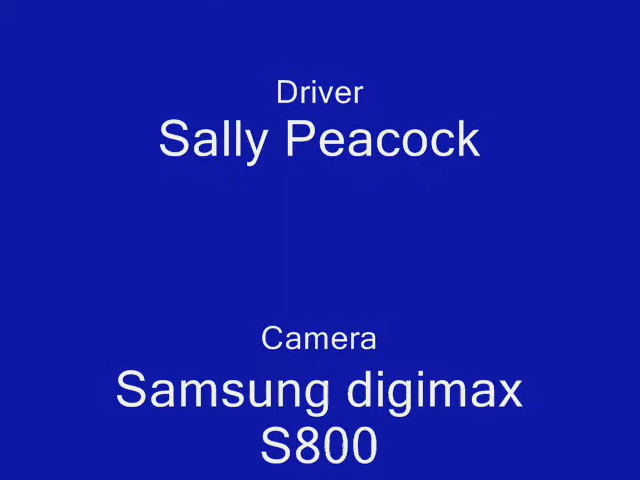 Driver
Sally Peacock
Camera
Samsung digimax
S800